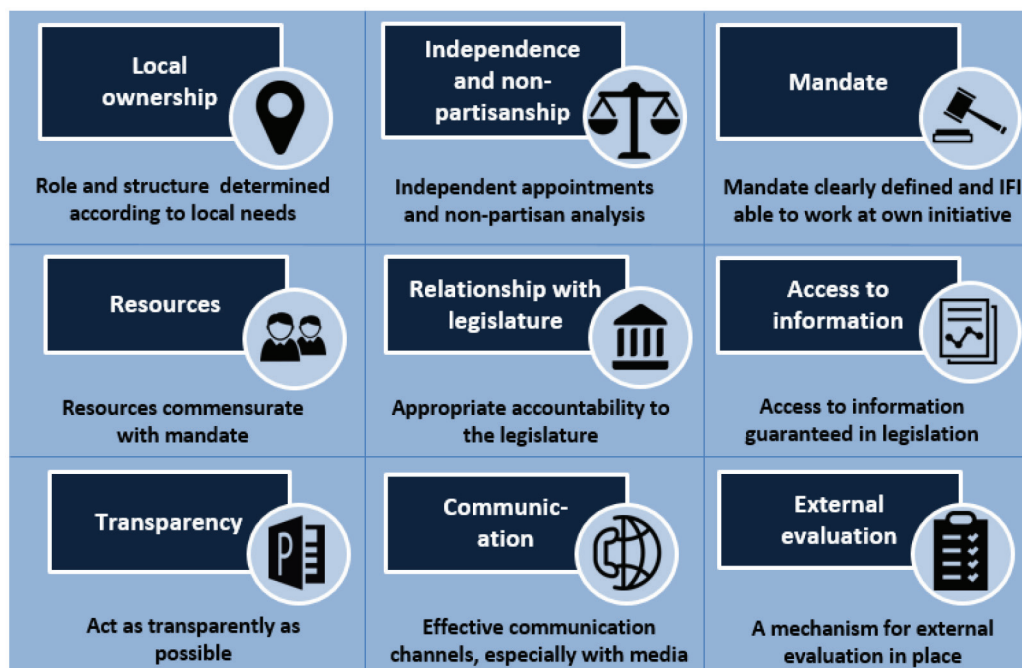 Local
ownership
Role and structure determined
according to local needs
Independence
and non-
partisanship
Independent appointments
and non-partisan analysis
Mandate
Mandate clearly defined and IFI
able to work at own initiative
Resources
Resources commensurate
with mandate
Relationship with
legislature
Appropriate accountability to
the legislature
Access to
information
Access to information
guaranteed in legislation
Transparency
P
Act as transparently as
possible
Communic-
ation
Effective communication
channels, especially with media
External
evaluation
A mechanism for external
evaluation in place